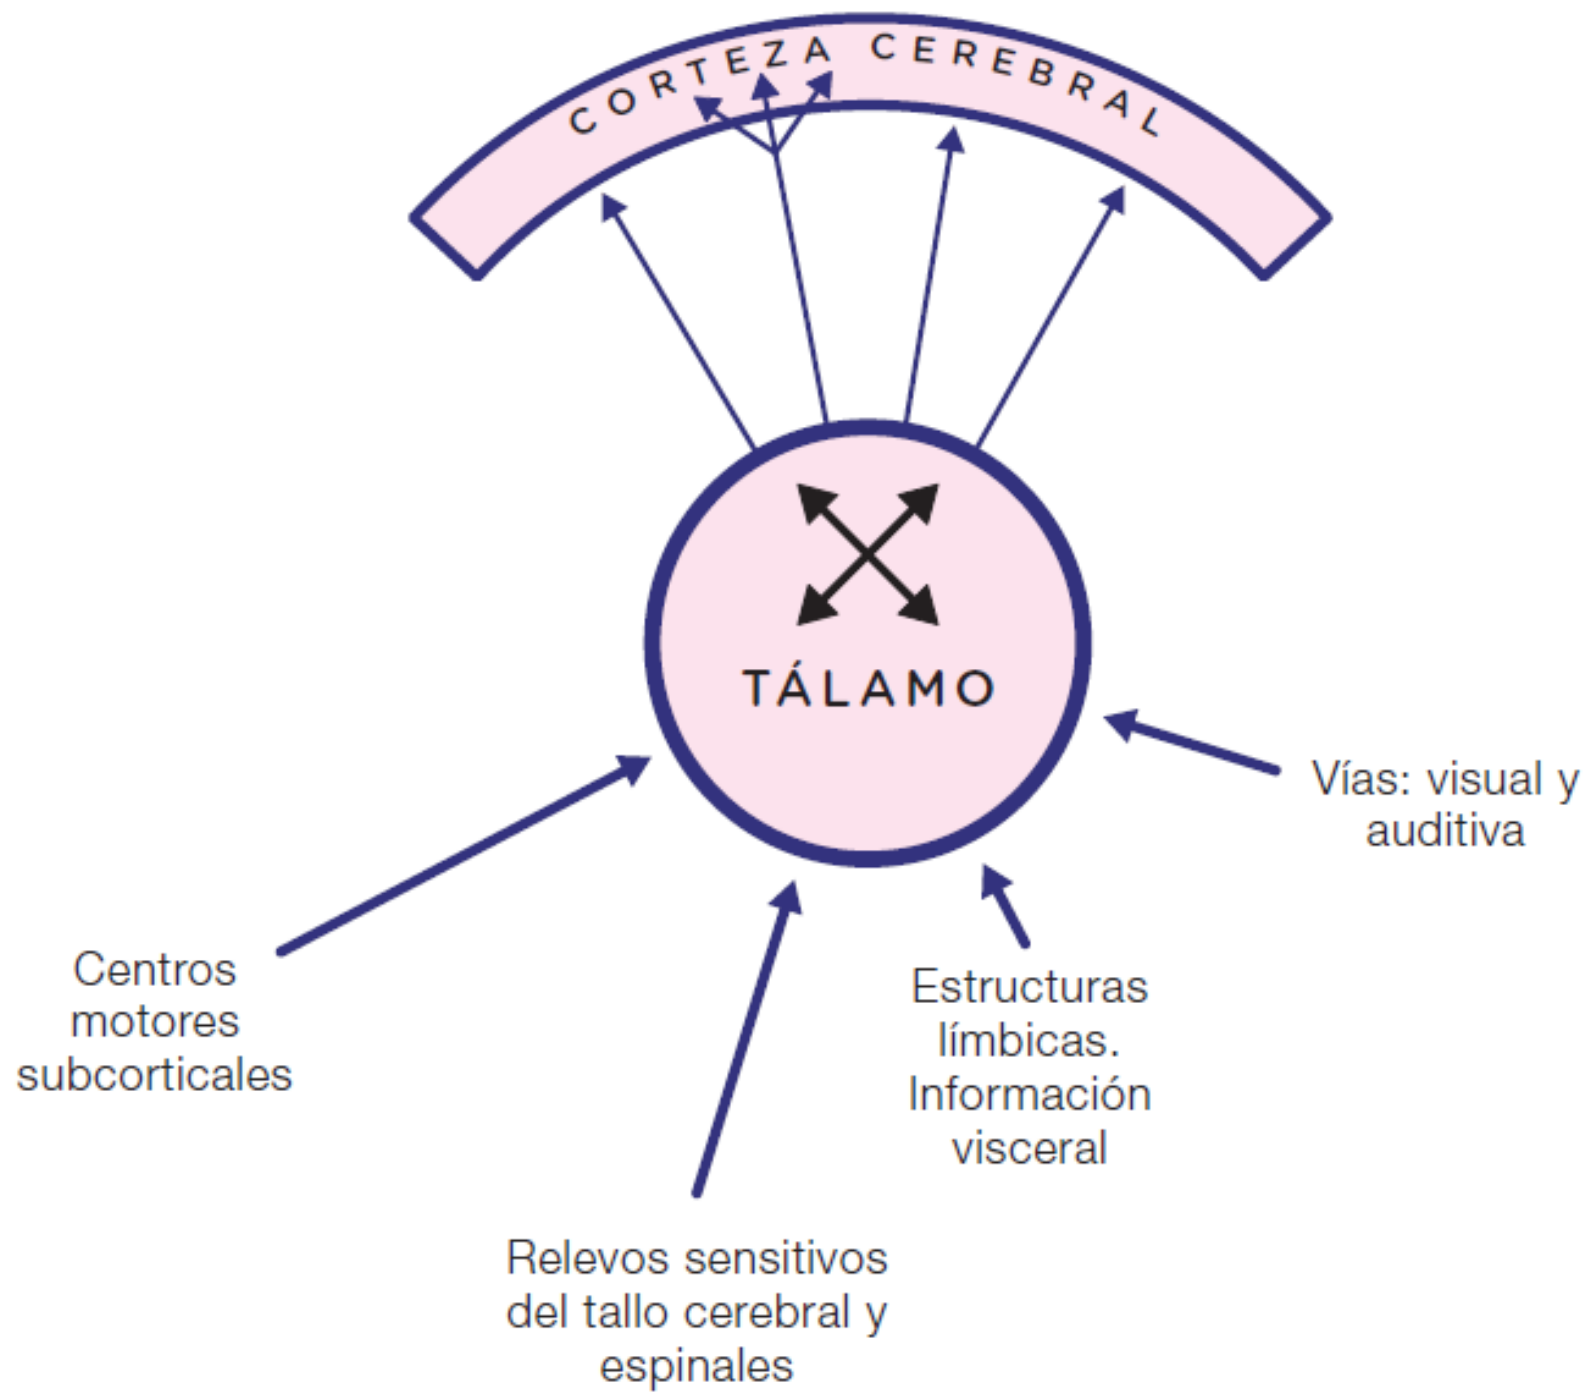 CORTEZA CEREBRAL
TÁLAMO
Vías: visual y
auditiva
Centros
motores
subcorticales
Estructuras
límbicas.
Información
visceral
Relevos sensitivos
del tallo cerebral y
espinales